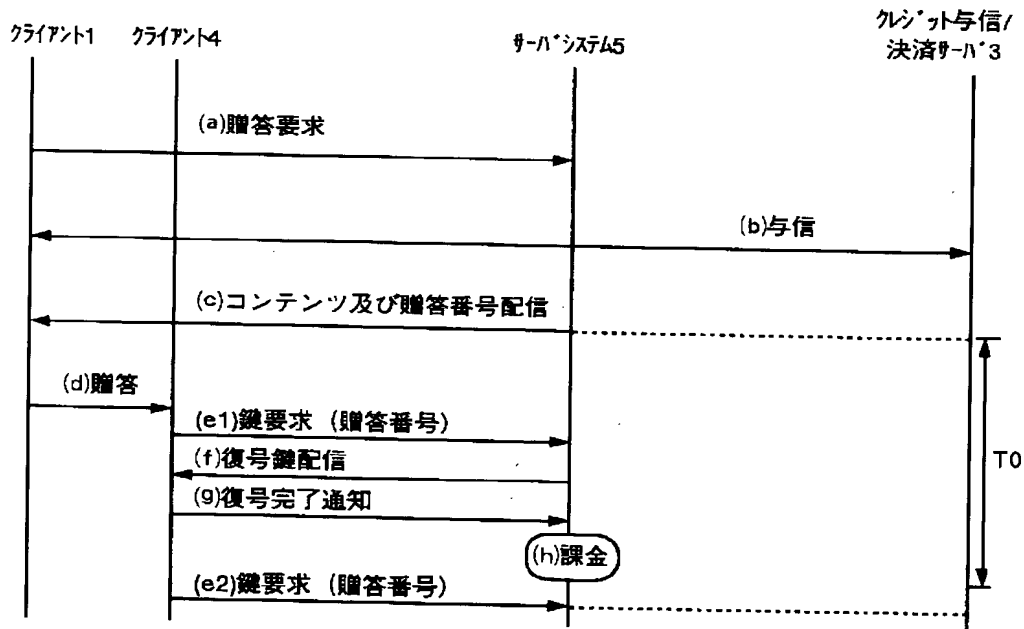 クライアント1
クライアント4
サーバシステム5
クレジット与信/
決済サーバ3
(a)贈答要求
(b)与信
(c)コンテンツ及び贈答番号配信
(d)贈答
(e1)鍵要求（贈答番号）
(f)復号鍵配信
(g)復号完了通知
T0
(h)課金
(e2)鍵要求（贈答番号）